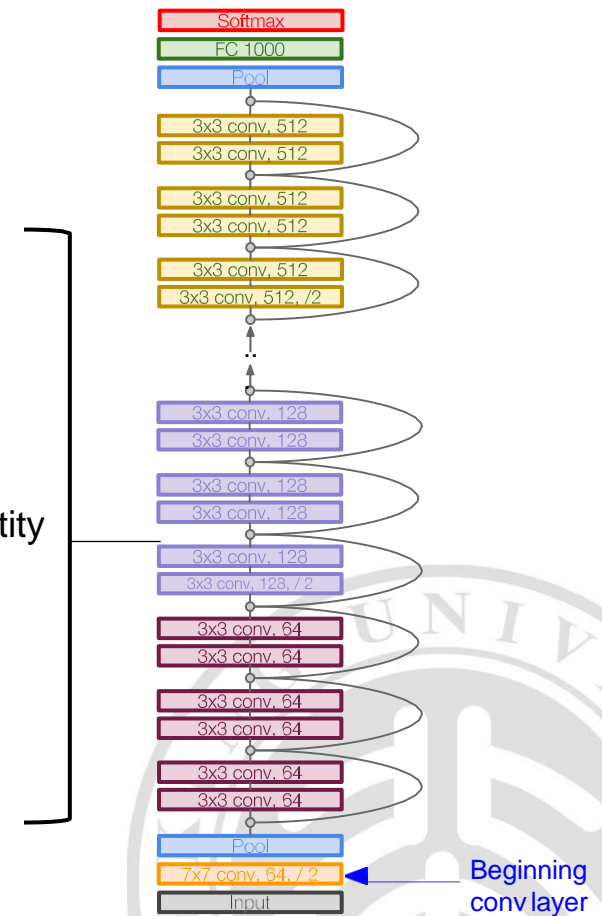 Softmax
FC 1000
Pool
3x3 conv, 512
3x3 conv, 512
3x3 conv, 512
3x3 conv, 512
3x3 conv, 512
3x3 conv, 512, /2
..
3x3 conv, 128
3x3 conv, 128
3x3 conv, 128
3x3 conv, 128
tity
3x3 conv, 128
3x3 conv, 128, / 2
3x3 conv, 64
3x3 conv, 64
3x3 conv, 64
3x3 conv, 64
3x3 conv, 64
3x3 conv, 64
Pool
7x7 conv, 64, / 2
Input
Beginning
conv layer
UNIV